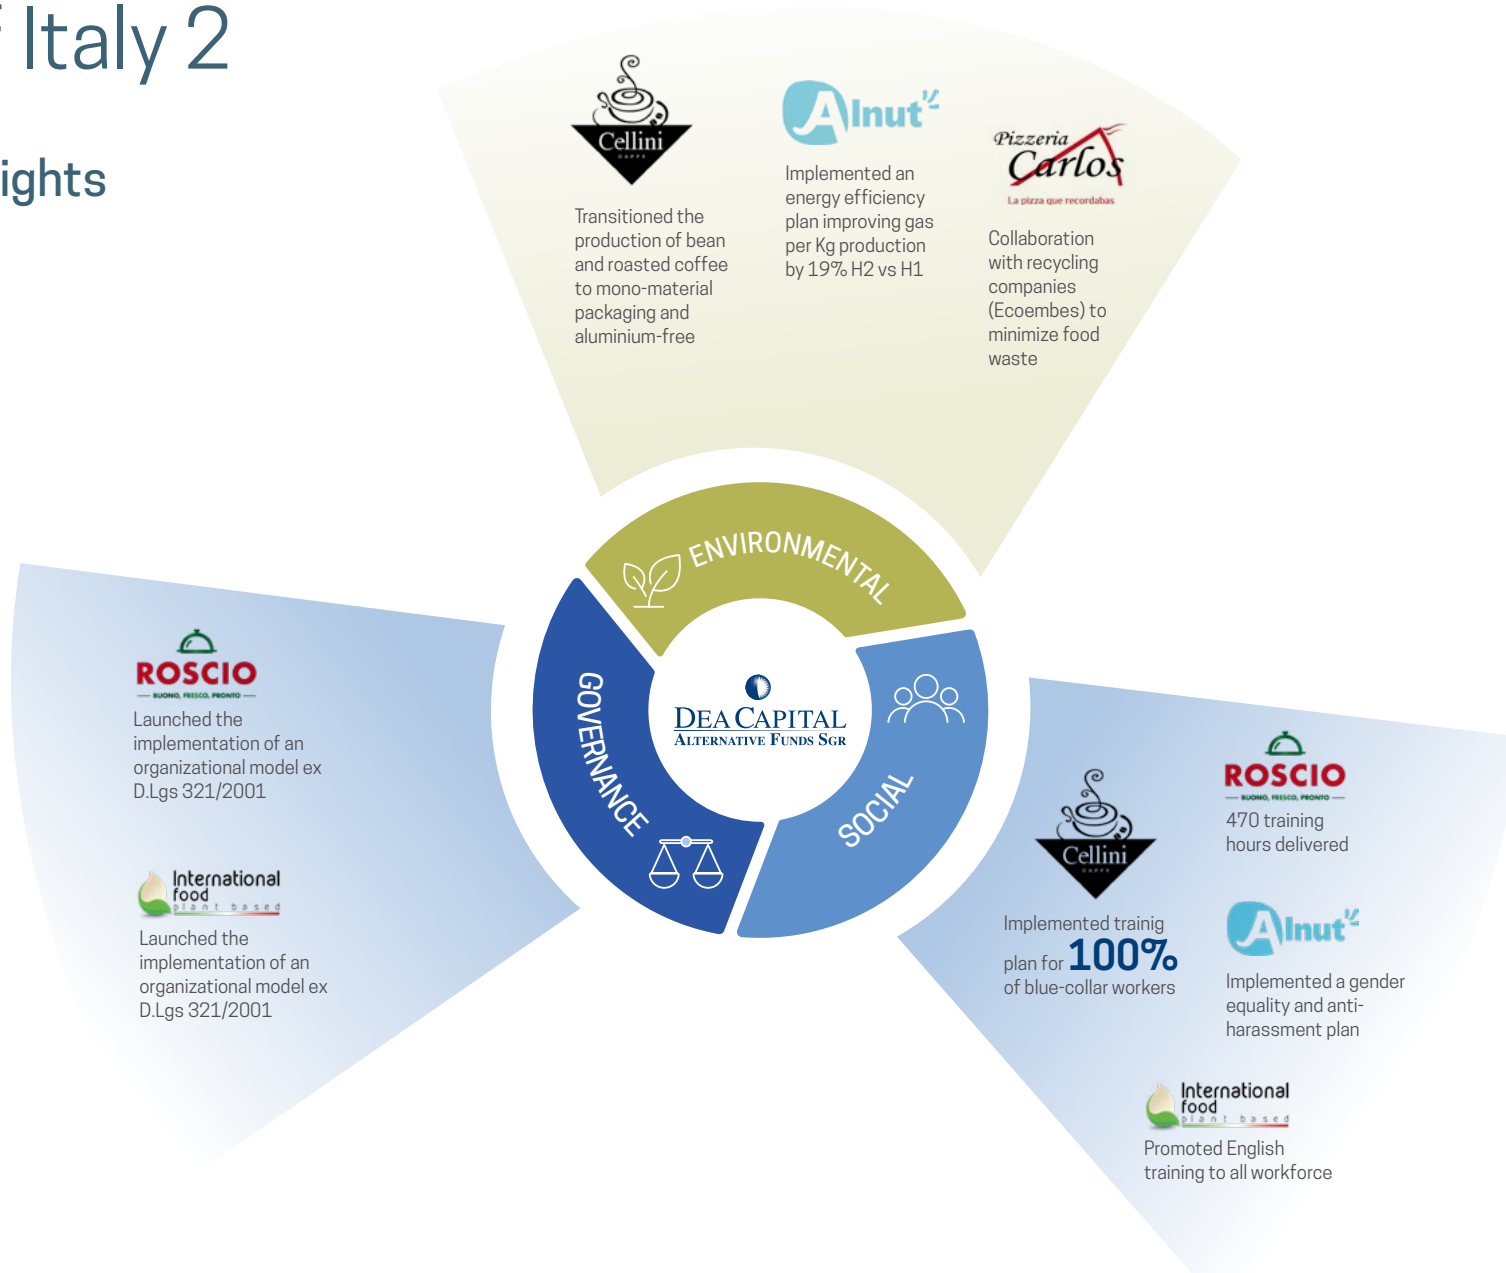 Italy 2
ights
Cellini
CAFFÈ
Transitioned the
production of bean
and roasted coffee
to mono-material
packaging and
aluminium-free
Alnut
Implemented an
energy efficiency
plan improving gas
per Kg production
by 19% H2 vs H1
Pizzeria
Carlos
La pizza que recordabas
Collaboration
with recycling
companies
(Ecoembes) to
minimize food
waste
ENVIRONMENTAL
GOVERNANCE
SOCIAL
DEA CAPITAL
ALTERNATIVE FUNDS SGR
ROSCIO
BUONO, FRESCO, PRONTO
Launched the
implementation of an
organizational model ex
D.Lgs 321/2001
International
food
plant based
Launched the
implementation of an
organizational model ex
D.Lgs 321/2001
Cellini
CAFFÈ
Implemented trainig
plan for 100%
of blue-collar workers
ROSCIO
BUONO, FRESCO, PRONTO
470 training
hours delivered
Alnut
Implemented a gender
equality and anti-
harassment plan
International
food
plant based
Promoted English
training to all workforce